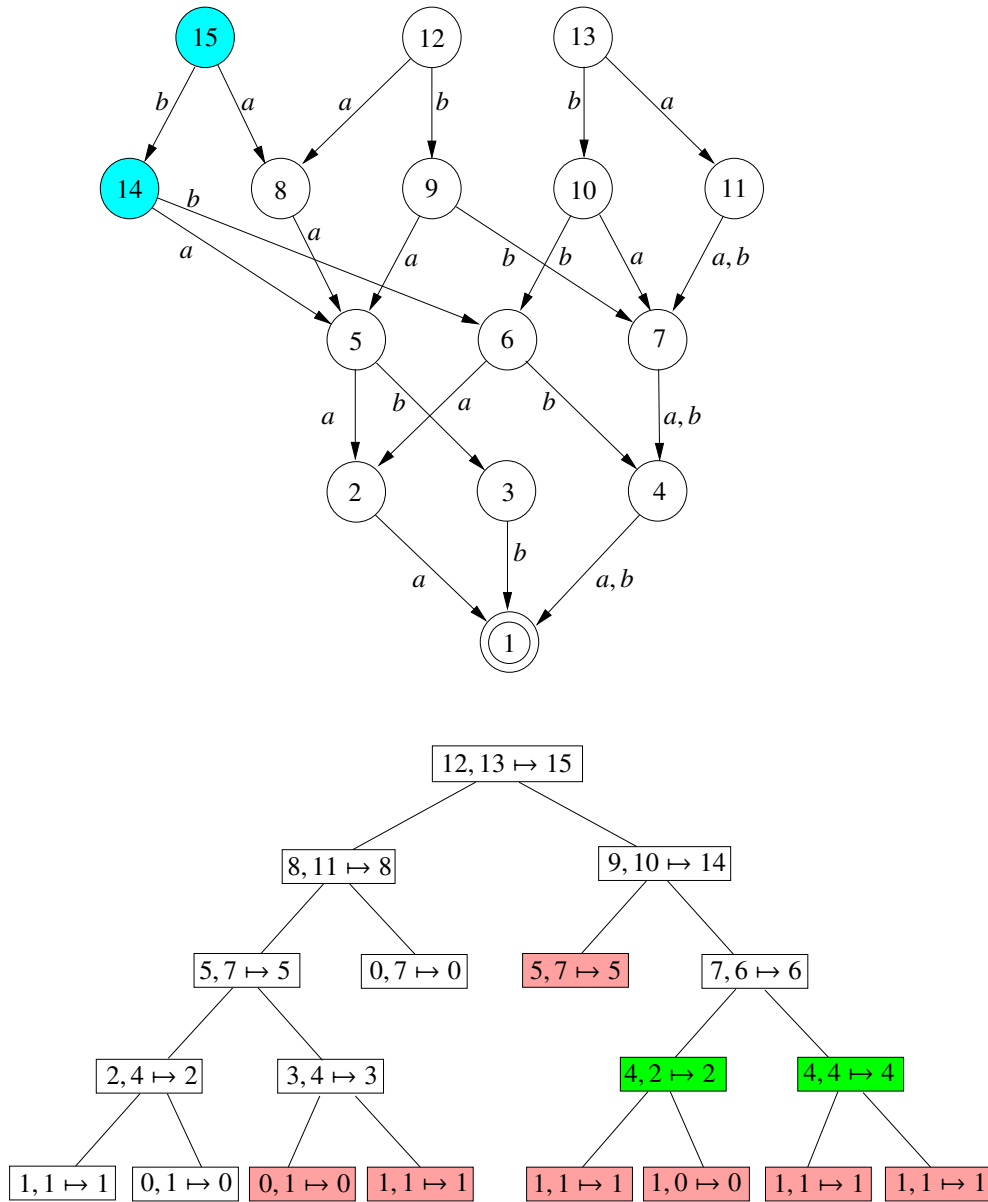 15 12 13
b a a b b a
14 8 9 10 11
b a a a b b a a, b
5 6 7
a b a b a, b
2 3 4
a b a, b
1
12, 13 ↦ 15
8, 11 ↦ 8 9, 10 ↦ 14
5, 7 ↦ 5 0, 7 ↦ 0 5, 7 ↦ 5 7, 6 ↦ 6
2, 4 ↦ 2 3, 4 ↦ 3 4, 2 ↦ 2 4, 4 ↦ 4
1, 1 ↦ 1 0, 1 ↦ 0 0, 1 ↦ 0 1, 1 ↦ 1 1, 1 ↦ 1 1, 0 ↦ 0 1, 1 ↦ 1 1, 1 ↦ 1